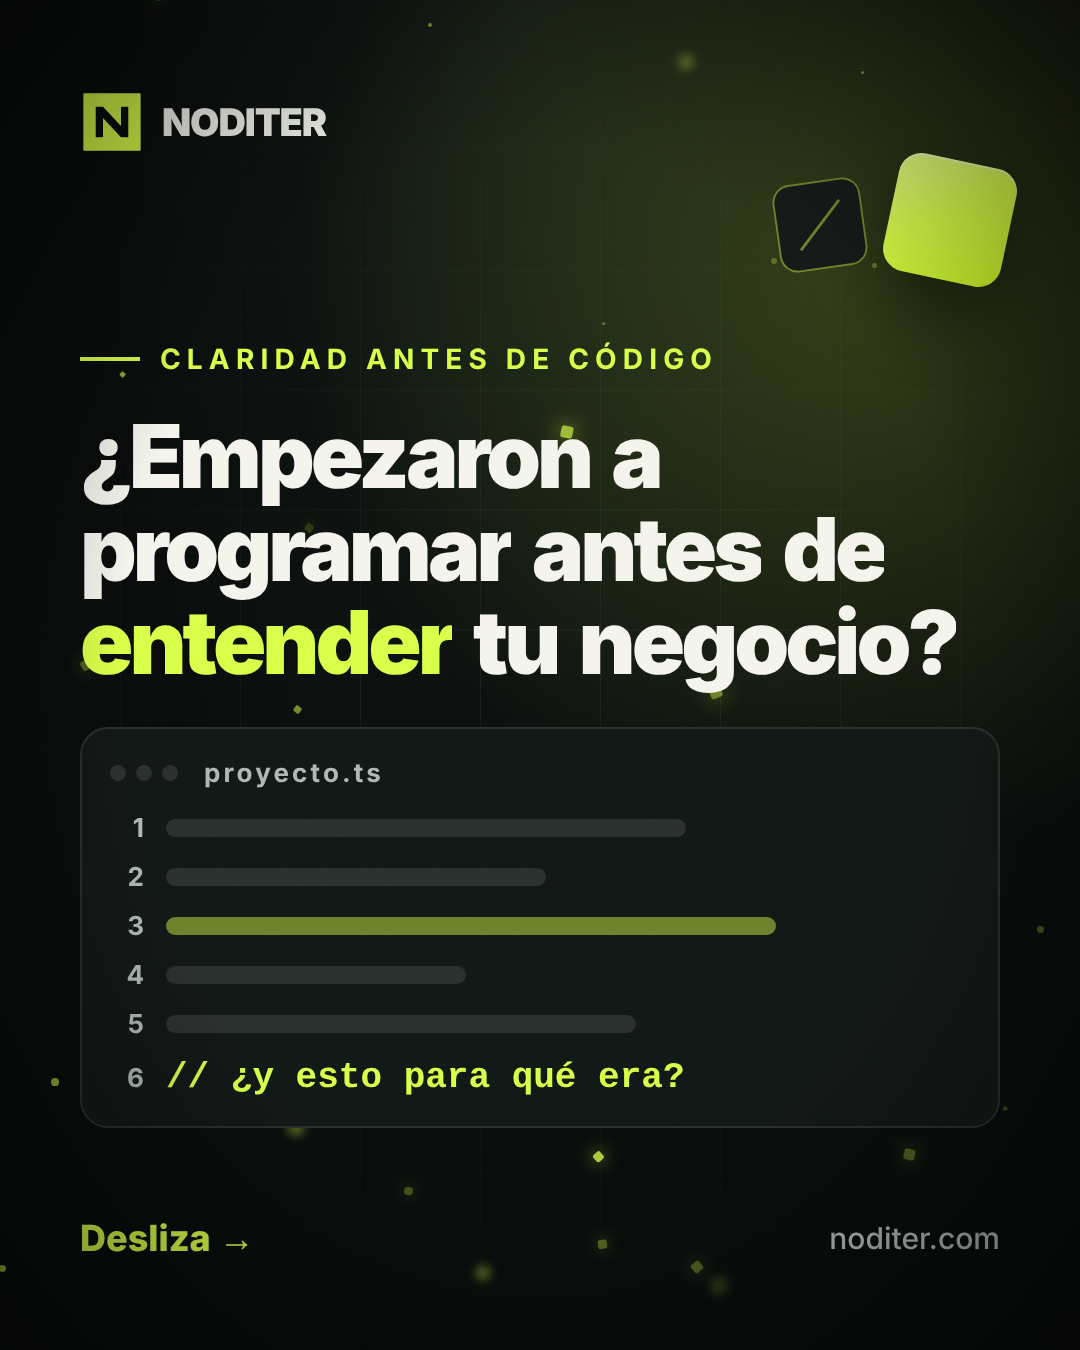 N NODITER
CLARIDAD ANTES DE CÓDIGO
¿Empezaron a
programar antes de
entender tu negocio?
proyecto.ts
1
2
3
4
5
6 // ¿y esto para qué era?
Desliza →
noditer.com